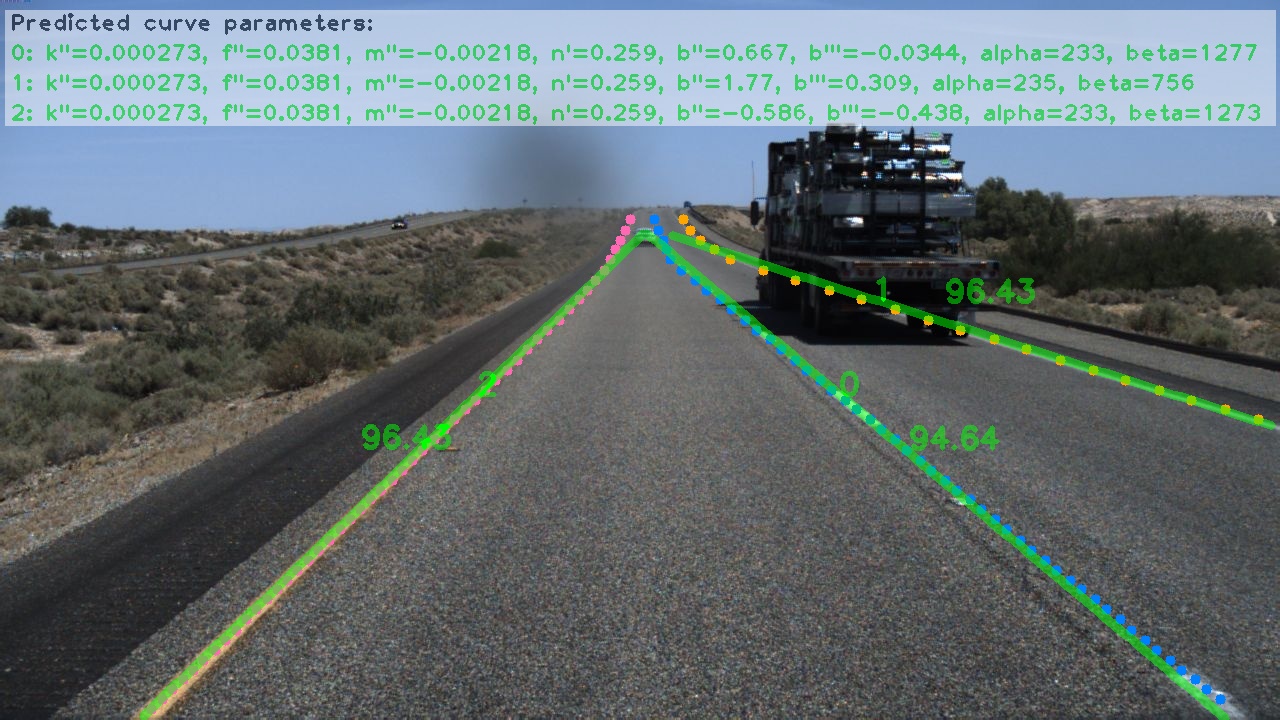 Predicted curve parameters:
0: k''=0.000273, f''=0.0381, m''=-0.00218, n'=0.259, b''=0.667, b'''=-0.0344, alpha=233, beta=1277
1: k''=0.000273, f''=0.0381, m''=-0.00218, n'=0.259, b''=1.77, b'''=0.309, alpha=235, beta=756
2: k''=0.000273, f''=0.0381, m''=-0.00218, n'=0.259, b''=-0.586, b'''=-0.438, alpha=233, beta=1273
1 96.43
2 0
96.43 94.64